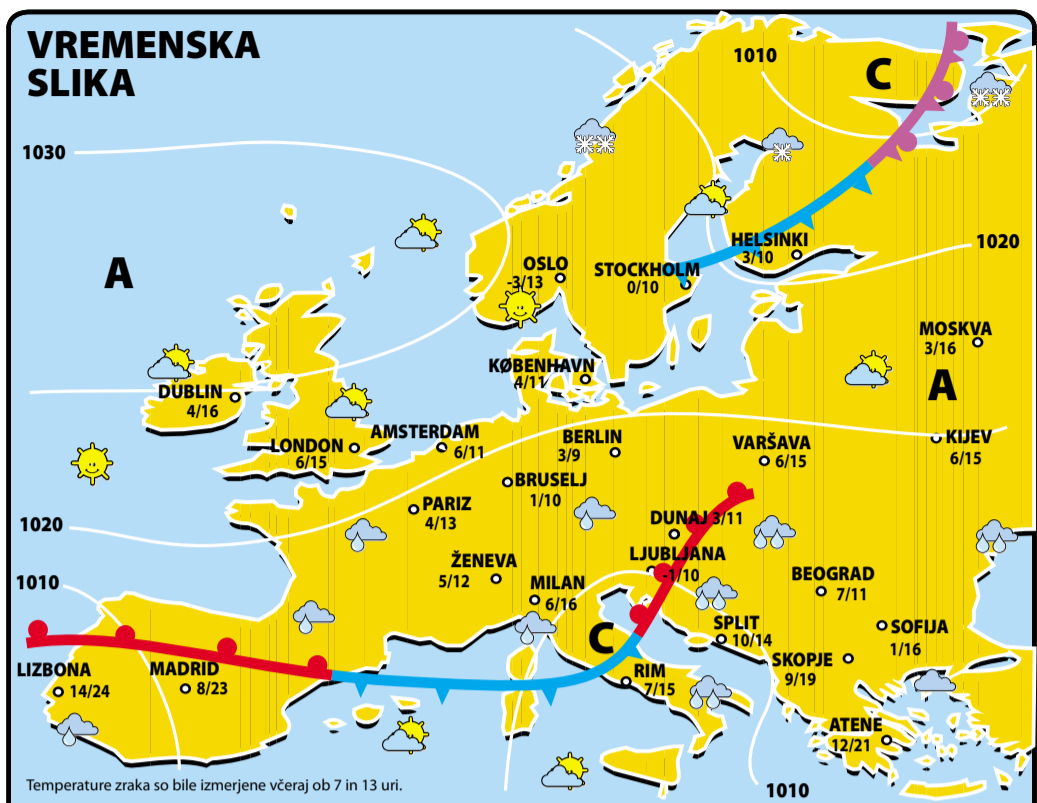 VREMENSKA
SLIKA
1010
C
1030
A
HELSINKI
3/10
1020
OSLO
-3/13
STOCKHOLM
0/10
MOSKVA
3/16
KØBENHAVN
4/11
A
DUBLIN
4/16
LONDON
6/15
AMSTERDAM
6/11
BERLIN
3/9
VARŠAVA
6/15
KIJEV
6/15
BRUSELJ
1/10
PARIZ
4/13
DUNAJ 3/11
1020
LJUBLJANA
-1/10
ŽENEVA
5/12
MILAN
6/16
BEOGRAD
7/11
1010
C
SPLIT
10/14
SOFIJA
1/16
LIZBONA
14/24
MADRID
8/23
RIM
7/15
SKOPJE
9/19
ATENE
12/21
Temperature zraka so bile izmerjene včeraj ob 7 in 13 uri.
1010